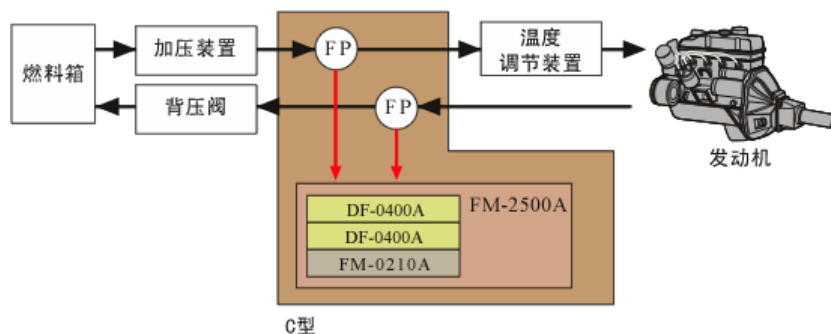 燃料箱
加压装置
FP
温度
调节装置
背压阀
FP
发动机
FM-2500A
DF-0400A
DF-0400A
FM-0210A
C型